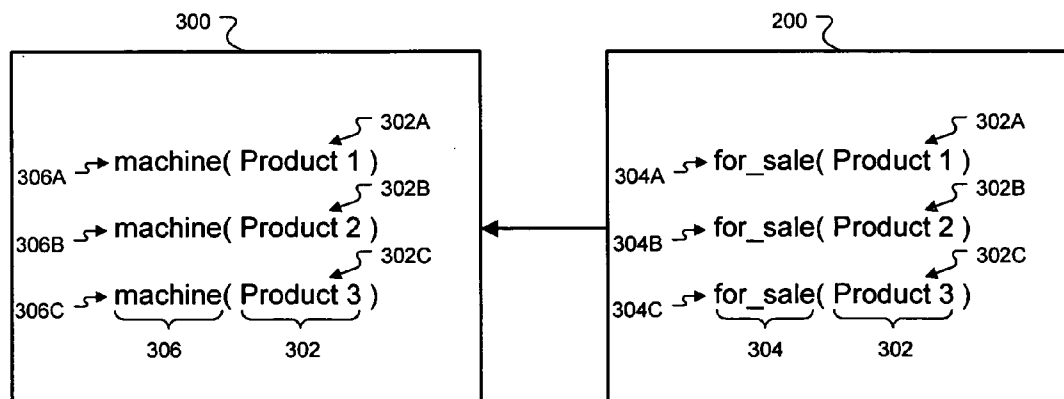 300
200
302A
302A
306A machine( Product 1 )
304A for_sale( Product 1 )
302B
302B
306B machine( Product 2 )
304B for_sale( Product 2 )
302C
302C
306C machine( Product 3 )
304C for_sale( Product 3 )
306 302
304 302